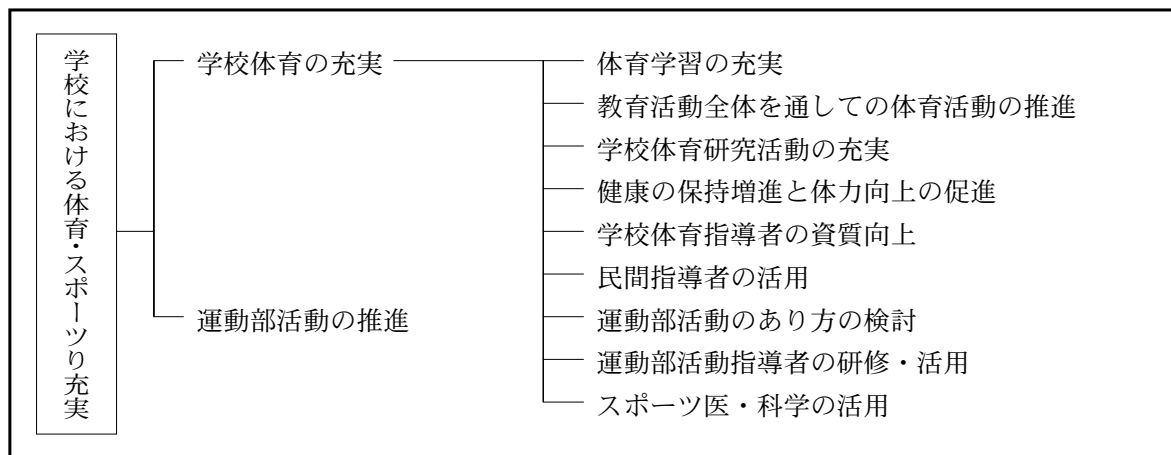 学校における体育・スポーツり充実
学校体育の充実
体育学習の充実
教育活動全体を通しての体育活動の推進
学校体育研究活動の充実
健康の保持増進と体力向上の促進
学校体育指導者の資質向上
民間指導者の活用
運動部活動の推進
運動部活動のあり方の検討
運動部活動指導者の研修・活用
スポーツ医・科学の活用